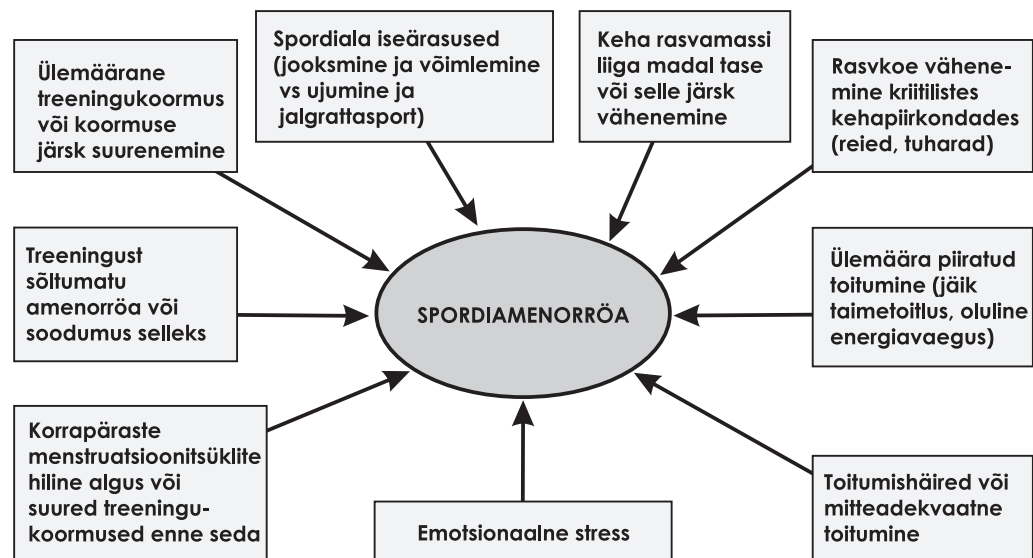 Ülemäärane
treeningukoormus
või koormuse
järsk suurenemine
Spordiala iseärasused
(jooksmine ja võimlemine
vs ujumine ja
jalgrattasport)
Keha rasvamassi
liiga madal tase
või selle järsk
vähenemine
Rasvkoe vähene-
mine kriitilistes
kehapiirkondades
(reied, tuharad)
Treeningust
sõltumatu
amenorröa või
soodumus selleks
SPORDIAMENORRÖA
Ülemäära piiratud
toitumine (jäik
taimetoitlus, oluline
energiavaegus)
Korrapäraste
menstruatsioonitsüklite
hiline algus või
suured treeningu-
koormused enne seda
Emotsionaalne stress
Toitumishäired või
mitteadekvaatne
toitumine